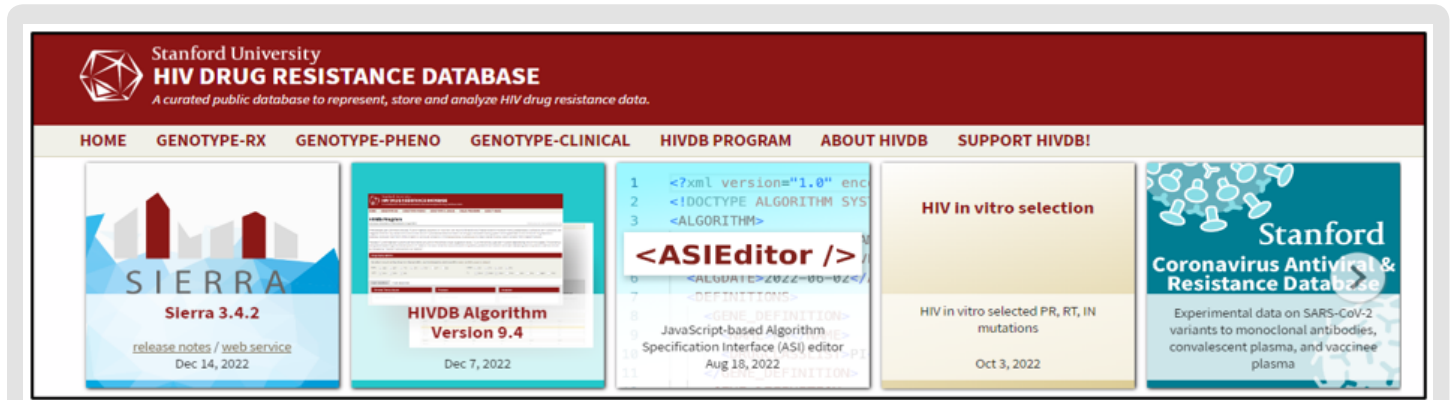 Stanford University
HIV DRUG RESISTANCE DATABASE
A curated public database to represent, store and analyze HIV drug resistance data.
HOME GENOTYPE-RX GENOTYPE-PHENO GENOTYPE-CLINICAL HIVDB PROGRAM ABOUT HIVDB SUPPORT HIVDB!
SIERRA
Sierra 3.4.2
release notes / web service
Dec 14, 2022
HIVDB Algorithm
Version 9.4
Dec 7, 2022
1 <?xml version="1.0" enc
2 <!DOCTYPE ALGORITHM SYS
3 <ALGORITHM>
<ASIEditor />
<ALGDATE>2022-06-02</
7 <DEFINITIONS>
<GENE_DEFINITION>
JavaScript-based Algorithm
Specification Interface (ASI) editor
Aug 18, 2022
11 </GENE_DEFINITION>
HIV in vitro selection
HIV in vitro selected PR, RT, IN
mutations
Oct 3, 2022
Stanford
Coronavirus Antiviral &
Resistance Database
Experimental data on SARS-CoV-2
variants to monoclonal antibodies,
convalescent plasma, and vaccinee
plasma